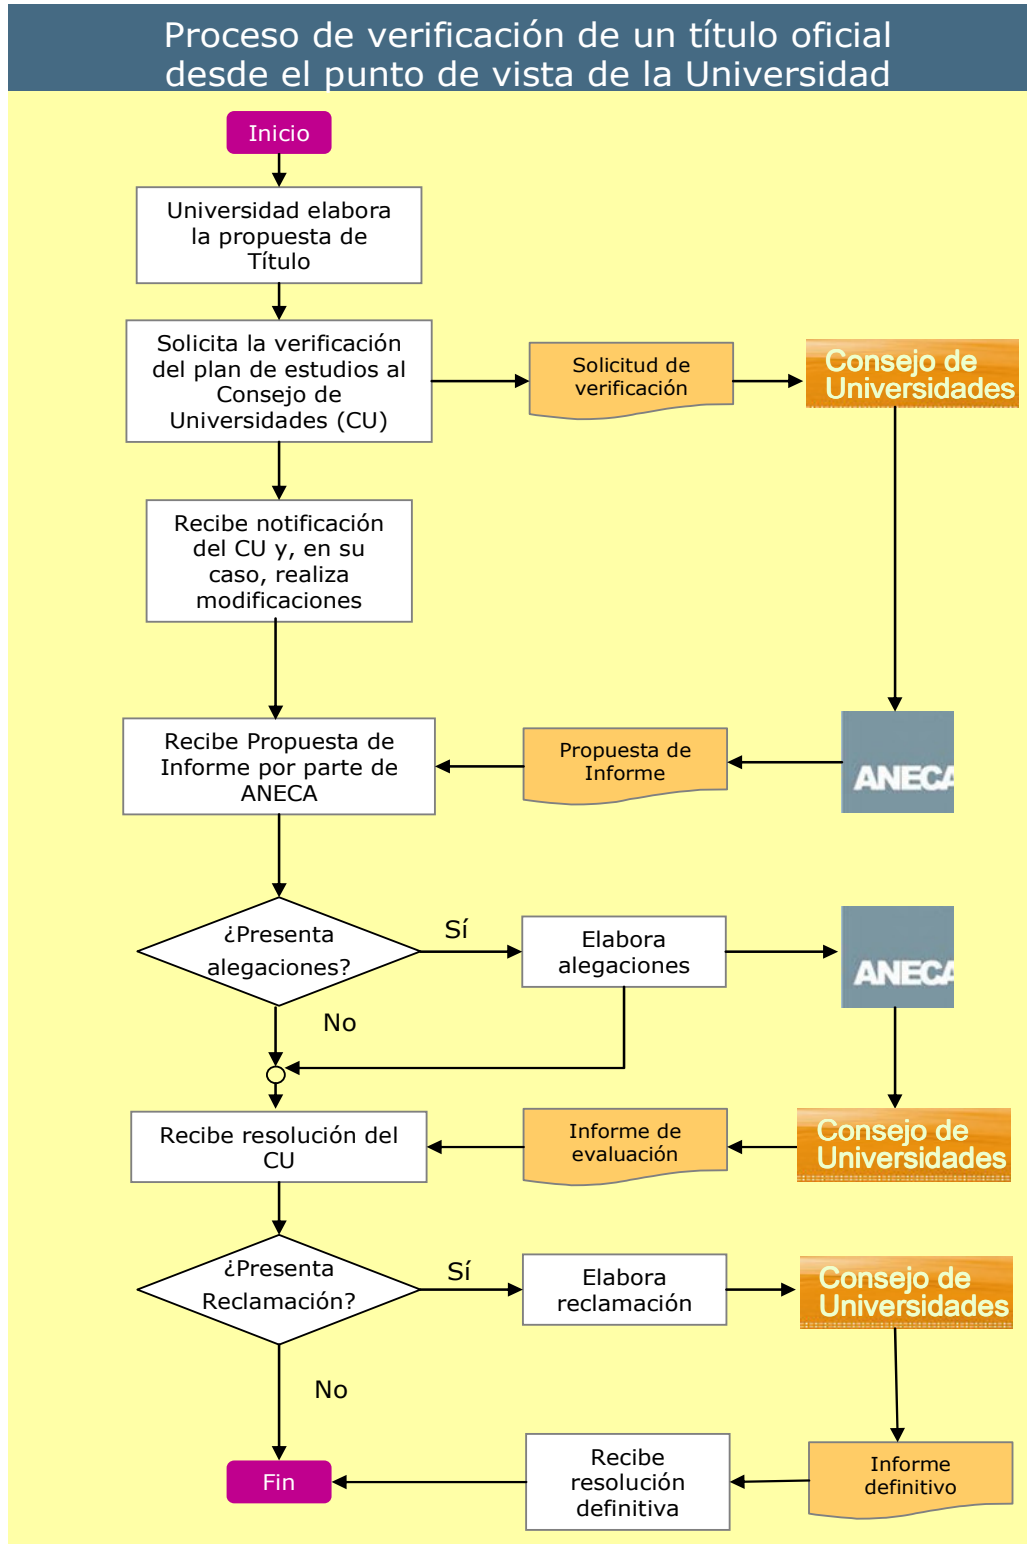 Proceso de verificación de un título oficial
desde el punto de vista de la Universidad
Inicio
Universidad elabora
la propuesta de
Título
Solicita la verificación
del plan de estudios al
Consejo de
Universidades (CU)
Solicitud de
verificación
Consejo de
Universidades
Recibe notificación
del CU y, en su
caso, realiza
modificaciones
Recibe Propuesta de
Informe por parte de
ANECA
Propuesta de
Informe
ANECA
¿Presenta
alegaciones?
Sí
No
Elabora
alegaciones
ANECA
Recibe resolución del
CU
Informe de
evaluación
Consejo de
Universidades
¿Presenta
Reclamación?
Sí
No
Elabora
reclamación
Consejo de
Universidades
Fin
Recibe
resolución
definitiva
Informe
definitivo